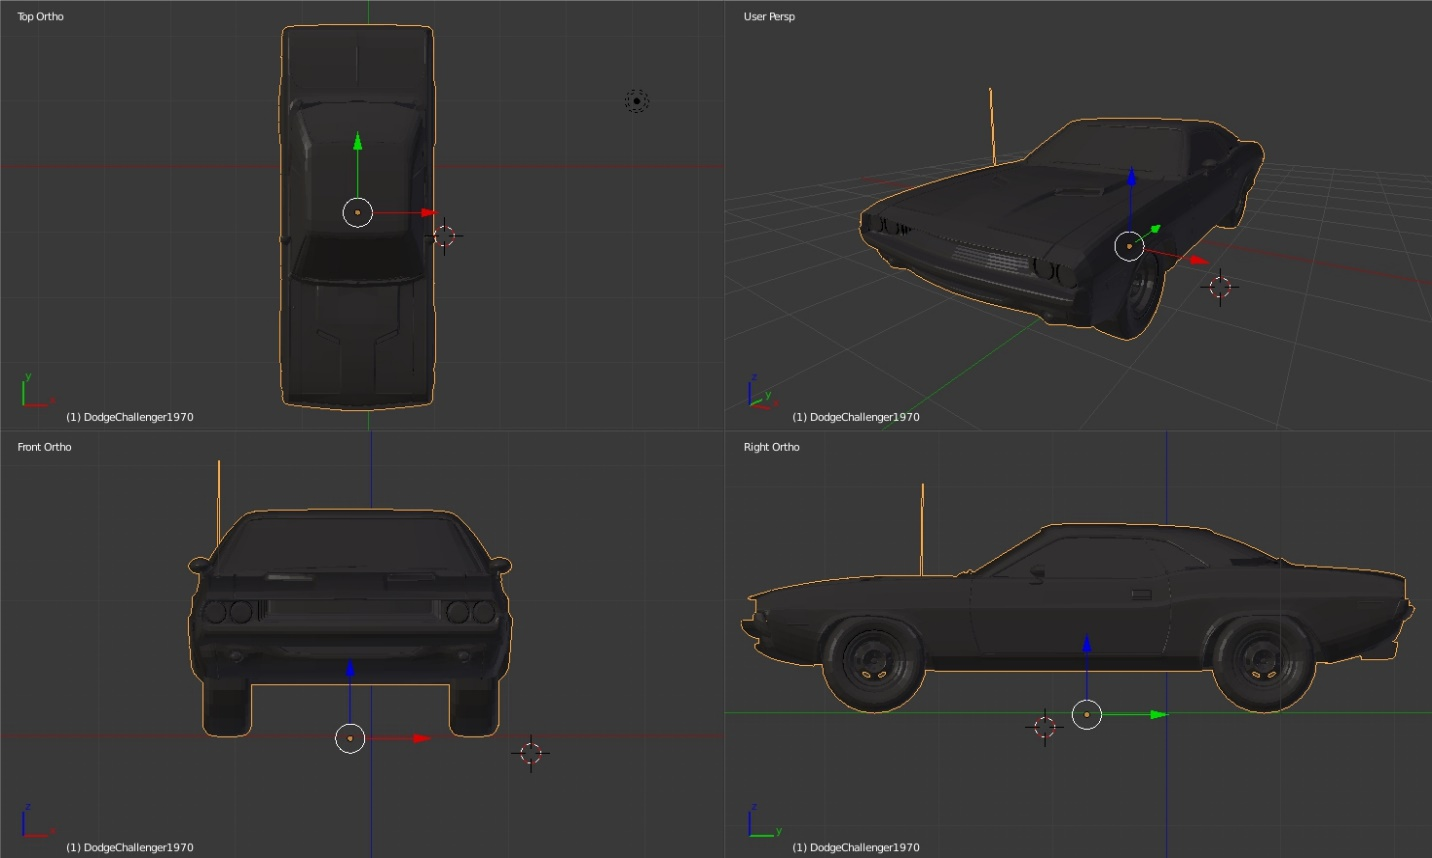 Top Ortho
User Persp
y
x
(1) DodgeChallenger1970
z
y
x
(1) DodgeChallenger1970
Front Ortho
Right Ortho
z
x
(1) DodgeChallenger1970
z
y
(1) DodgeChallenger1970